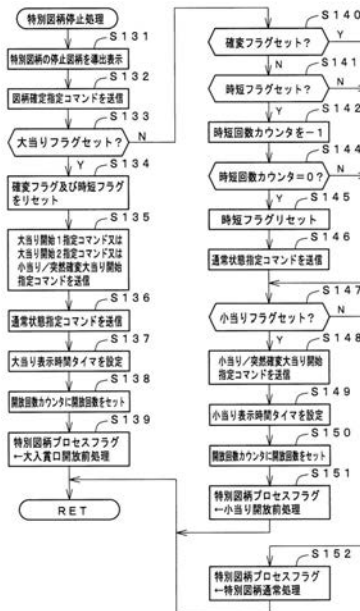 特別図柄停止処理
S131
特別図柄の停止図柄を導出表示
S132
図柄確定指定コマンドを送信
S133
大当りフラグセット？
N
Y
S134
確変フラグ及び時短フラグ
をリセット
S135
大当り開始1指定コマンド又は
大当り開始2指定コマンド又は
小当り/突然確変大当り開始
指定コマンドを送信
S136
通常状態指定コマンドを送信
S137
大当り表示時間タイマを設定
S138
開放回数カウンタに開放回数をセット
S139
特別図柄プロセスフラグ
←大入賞口開放前処理
RET
S140
確変フラグセット？
Y
N
S141
時短フラグセット？
N
Y
S142
時短回数カウンタを-1
S144
時短回数カウンタ=0？
N
Y
S145
時短フラグリセット
S146
通常状態指定コマンドを送信
S147
小当りフラグセット？
N
Y
S148
小当り/突然確変大当り開始
指定コマンドを送信
S149
小当り表示時間タイマを設定
S150
開放回数カウンタに開放回数をセット
S151
特別図柄プロセスフラグ
←小当り開放前処理
S152
特別図柄プロセスフラグ
←特別図柄通常処理